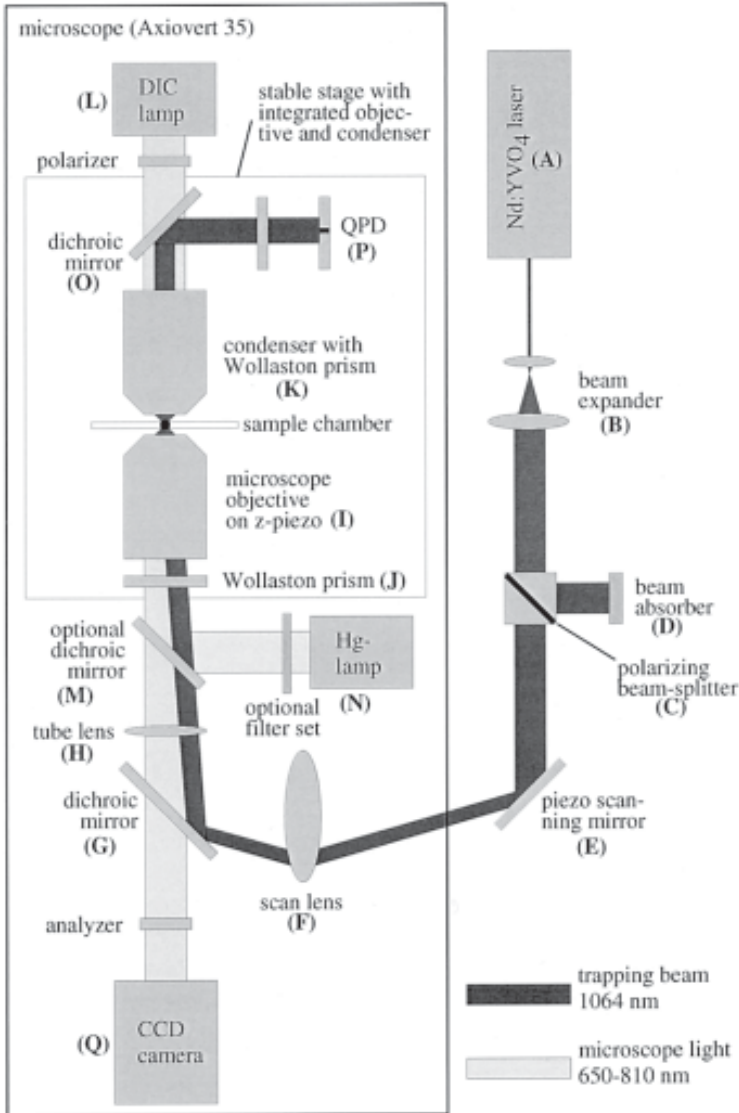 microscope (Axiovert 35)
DIC
lamp
(L)
stable stage with
integrated objec-
tive and condenser
polarizer
Nd:YVO4 laser
(A)
dichroic
mirror
(O)
QPD
(P)
condenser with
Wollaston prism
(K)
beam
expander
(B)
sample chamber
microscope
objective
on z-piezo (I)
Wollaston prism (J)
optional
dichroic
mirror
(M)
Hg-
lamp
(N)
optional
filter set
beam
absorber
(D)
polarizing
beam-splitter
(C)
tube lens
(H)
dichroic
mirror
(G)
scan lens
(F)
piezo scan-
ning mirror
(E)
analyzer
CCD
camera
(Q)
trapping beam
1064 nm
microscope light
650-810 nm